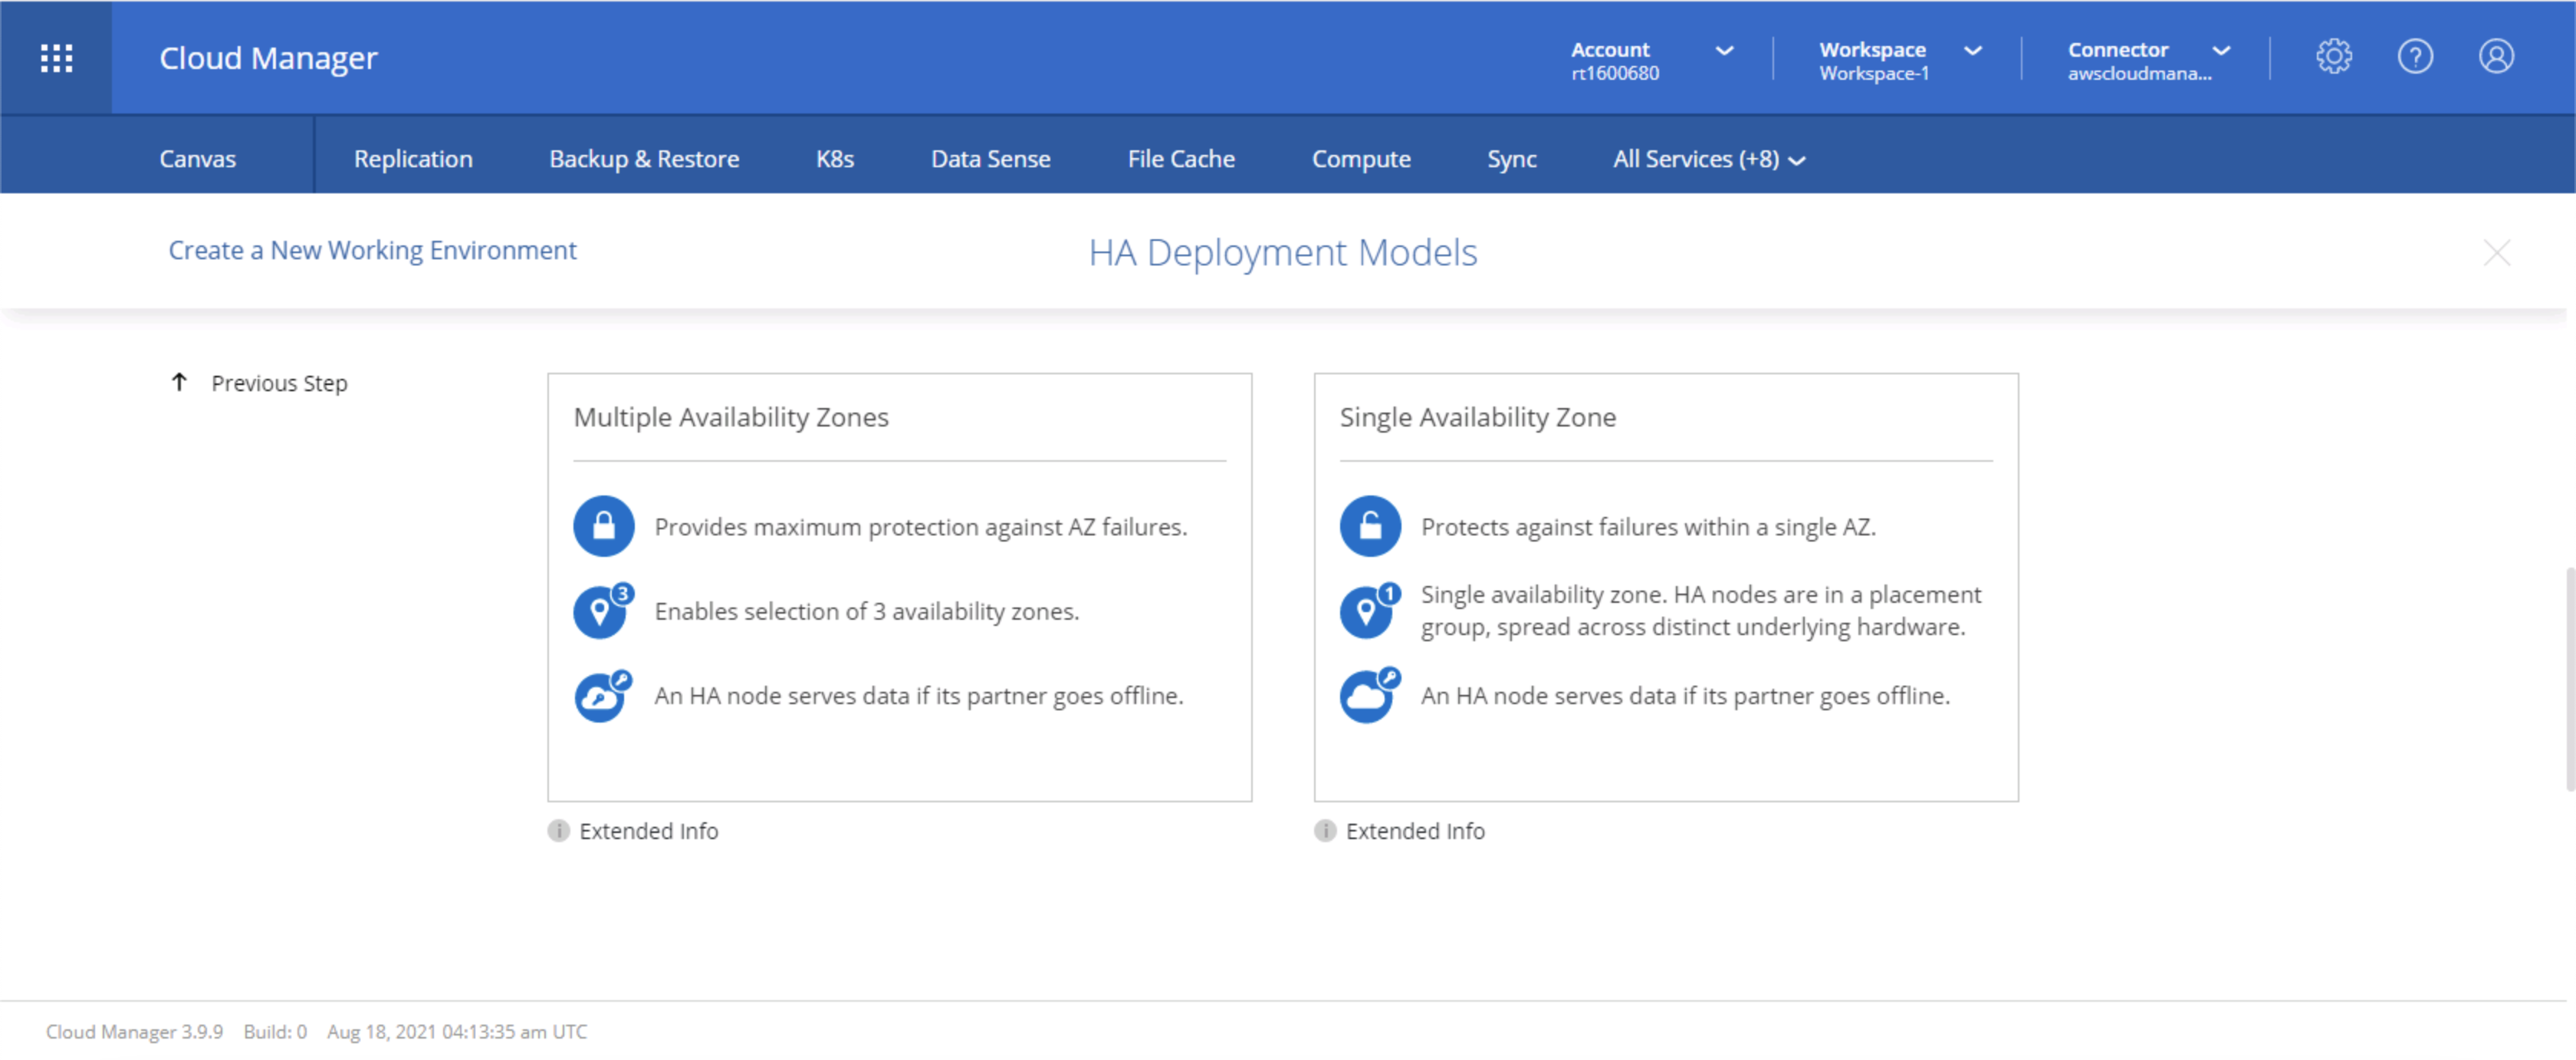 Cloud Manager
Account
rt1600680
Workspace
Workspace-1
Connector
awscloudmana...
Canvas
Replication
Backup & Restore
K8s
Data Sense
File Cache
Compute
Sync
All Services (+8)
Create a New Working Environment
HA Deployment Models
Previous Step
Multiple Availability Zones
Provides maximum protection against AZ failures.
3
Enables selection of 3 availability zones.
An HA node serves data if its partner goes offline.
Extended Info
Single Availability Zone
Protects against failures within a single AZ.
1
Single availability zone. HA nodes are in a placement
group, spread across distinct underlying hardware.
An HA node serves data if its partner goes offline.
Extended Info
Cloud Manager 3.9.9 Build: 0 Aug 18, 2021 04:13:35 am UTC